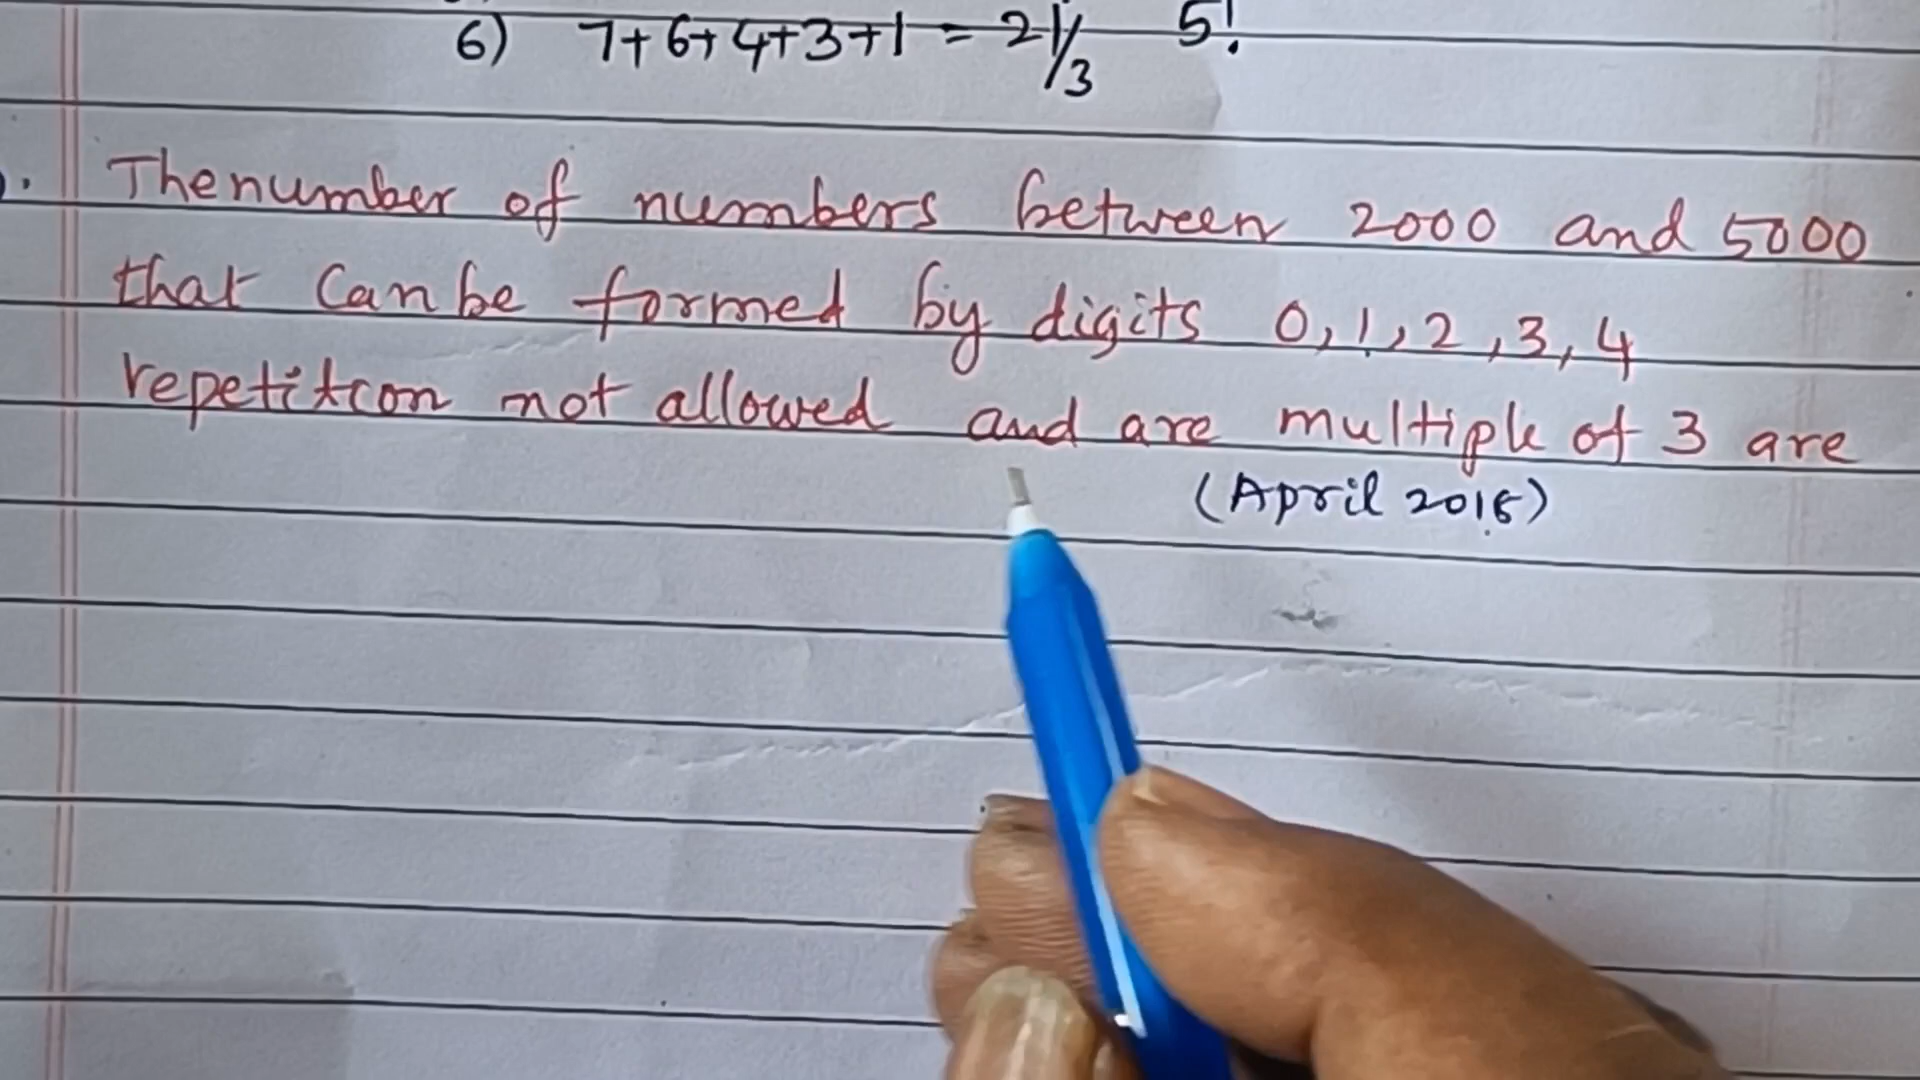 6) 7+6+4+3+1 = 21/3 5!
The number of numbers between 2000 and 5000
that can be formed by digits 0, 1, 2, 3, 4
repetition not allowed and are multiple of 3 are
(April 2018)